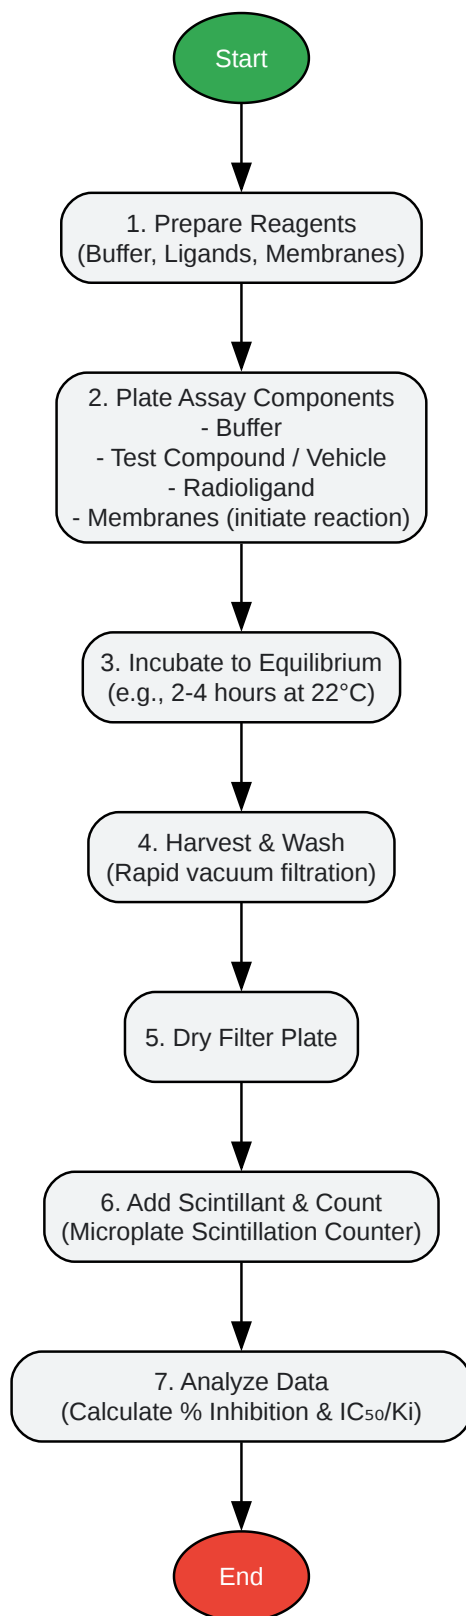 Start
1. Prepare Reagents
(Buffer, Ligands, Membranes)
2. Plate Assay Components
- Buffer
- Test Compound / Vehicle
- Radioligand
- Membranes (initiate reaction)
3. Incubate to Equilibrium
(e.g., 2-4 hours at 22°C)
4. Harvest & Wash
(Rapid vacuum filtration)
5. Dry Filter Plate
6. Add Scintillant & Count
(Microplate Scintillation Counter)
7. Analyze Data
(Calculate % Inhibition & IC₅₀/Ki)
End